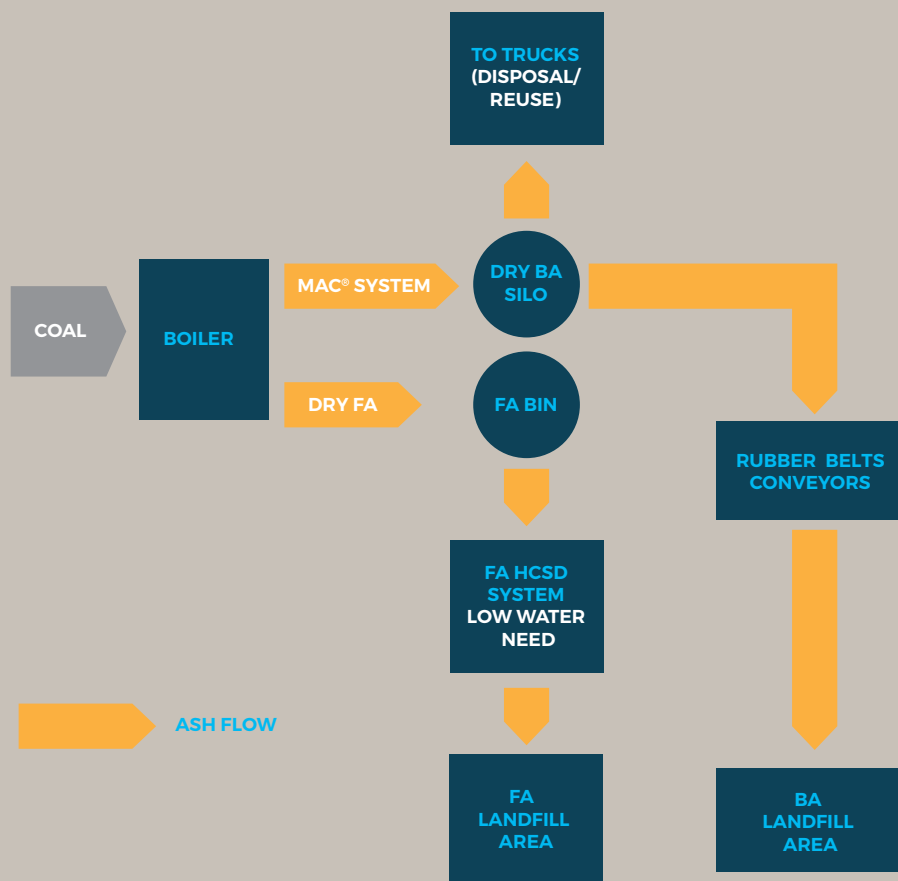 TO TRUCKS
(DISPOSAL/
REUSE)
COAL
BOILER
MAC® SYSTEM
DRY BA
SILO
DRY FA
FA BIN
RUBBER BELTS
CONVEYORS
FA HCSD
SYSTEM
LOW WATER
NEED
ASH FLOW
FA
LANDFILL
AREA
BA
LANDFILL
AREA